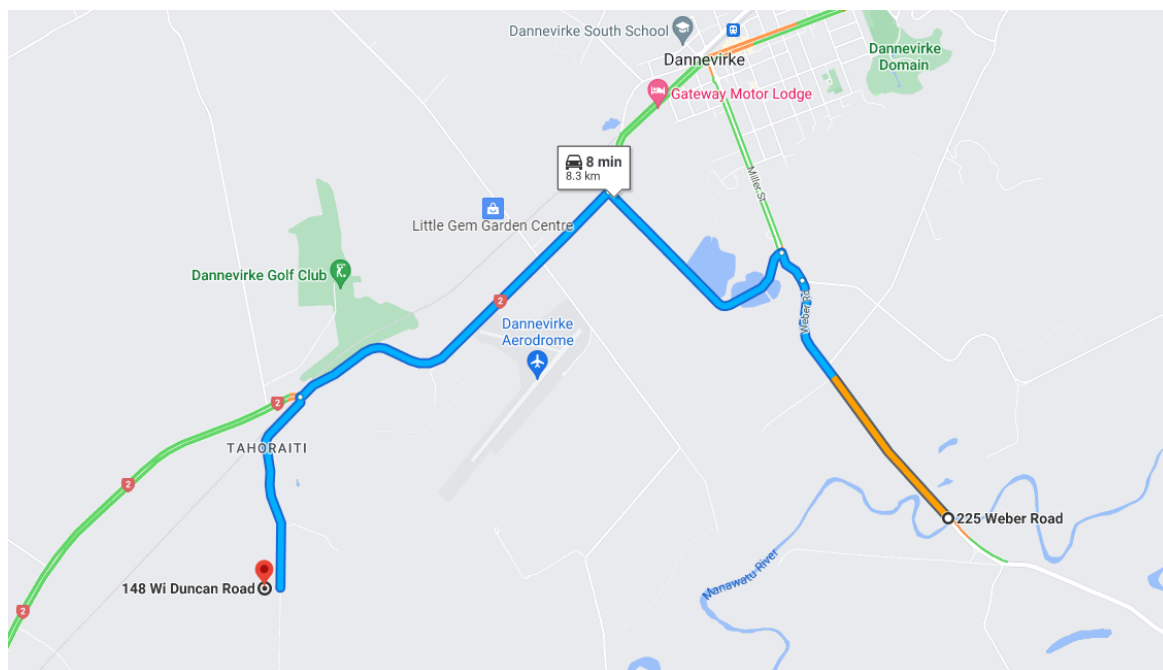 Dannevirke South School
Dannevirke
Dannevirke
Domain
Gateway Motor Lodge
8 min
8.3 km
Miller St
Little Gem Garden Centre
Dannevirke Golf Club
2
Weber Rd
Dannevirke
Aerodrome
2
TAHORAITI
2
225 Weber Road
Manawatu River
148 Wi Duncan Road
2